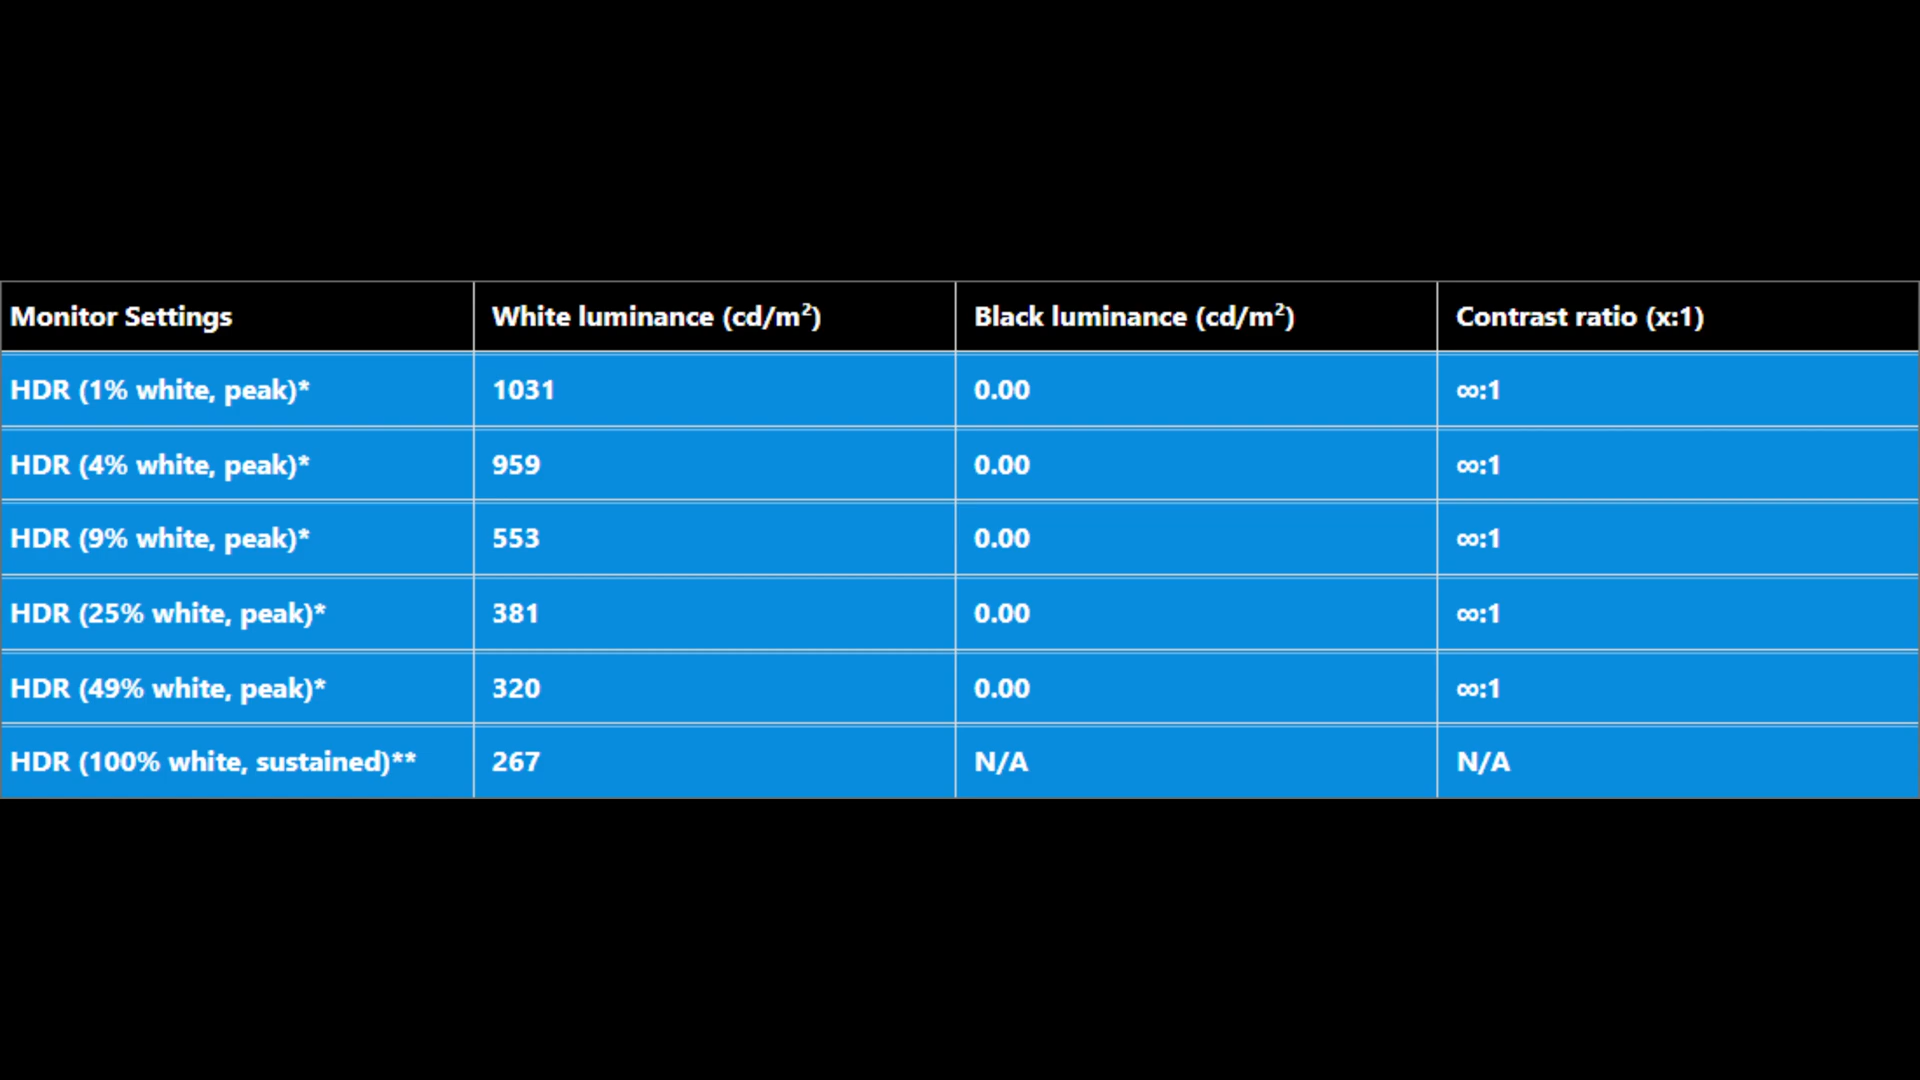 Monitor Settings White luminance (cd/m²) Black luminance (cd/m²) Contrast ratio (x:1)
HDR (1% white, peak)* 1031 0.00 ∞:1
HDR (4% white, peak)* 959 0.00 ∞:1
HDR (9% white, peak)* 553 0.00 ∞:1
HDR (25% white, peak)* 381 0.00 ∞:1
HDR (49% white, peak)* 320 0.00 ∞:1
HDR (100% white, sustained)** 267 N/A N/A